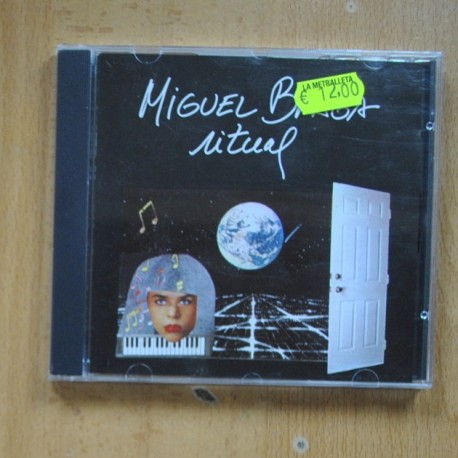 LA METRALLETA
€ 12,00
MIGUEL
ritual